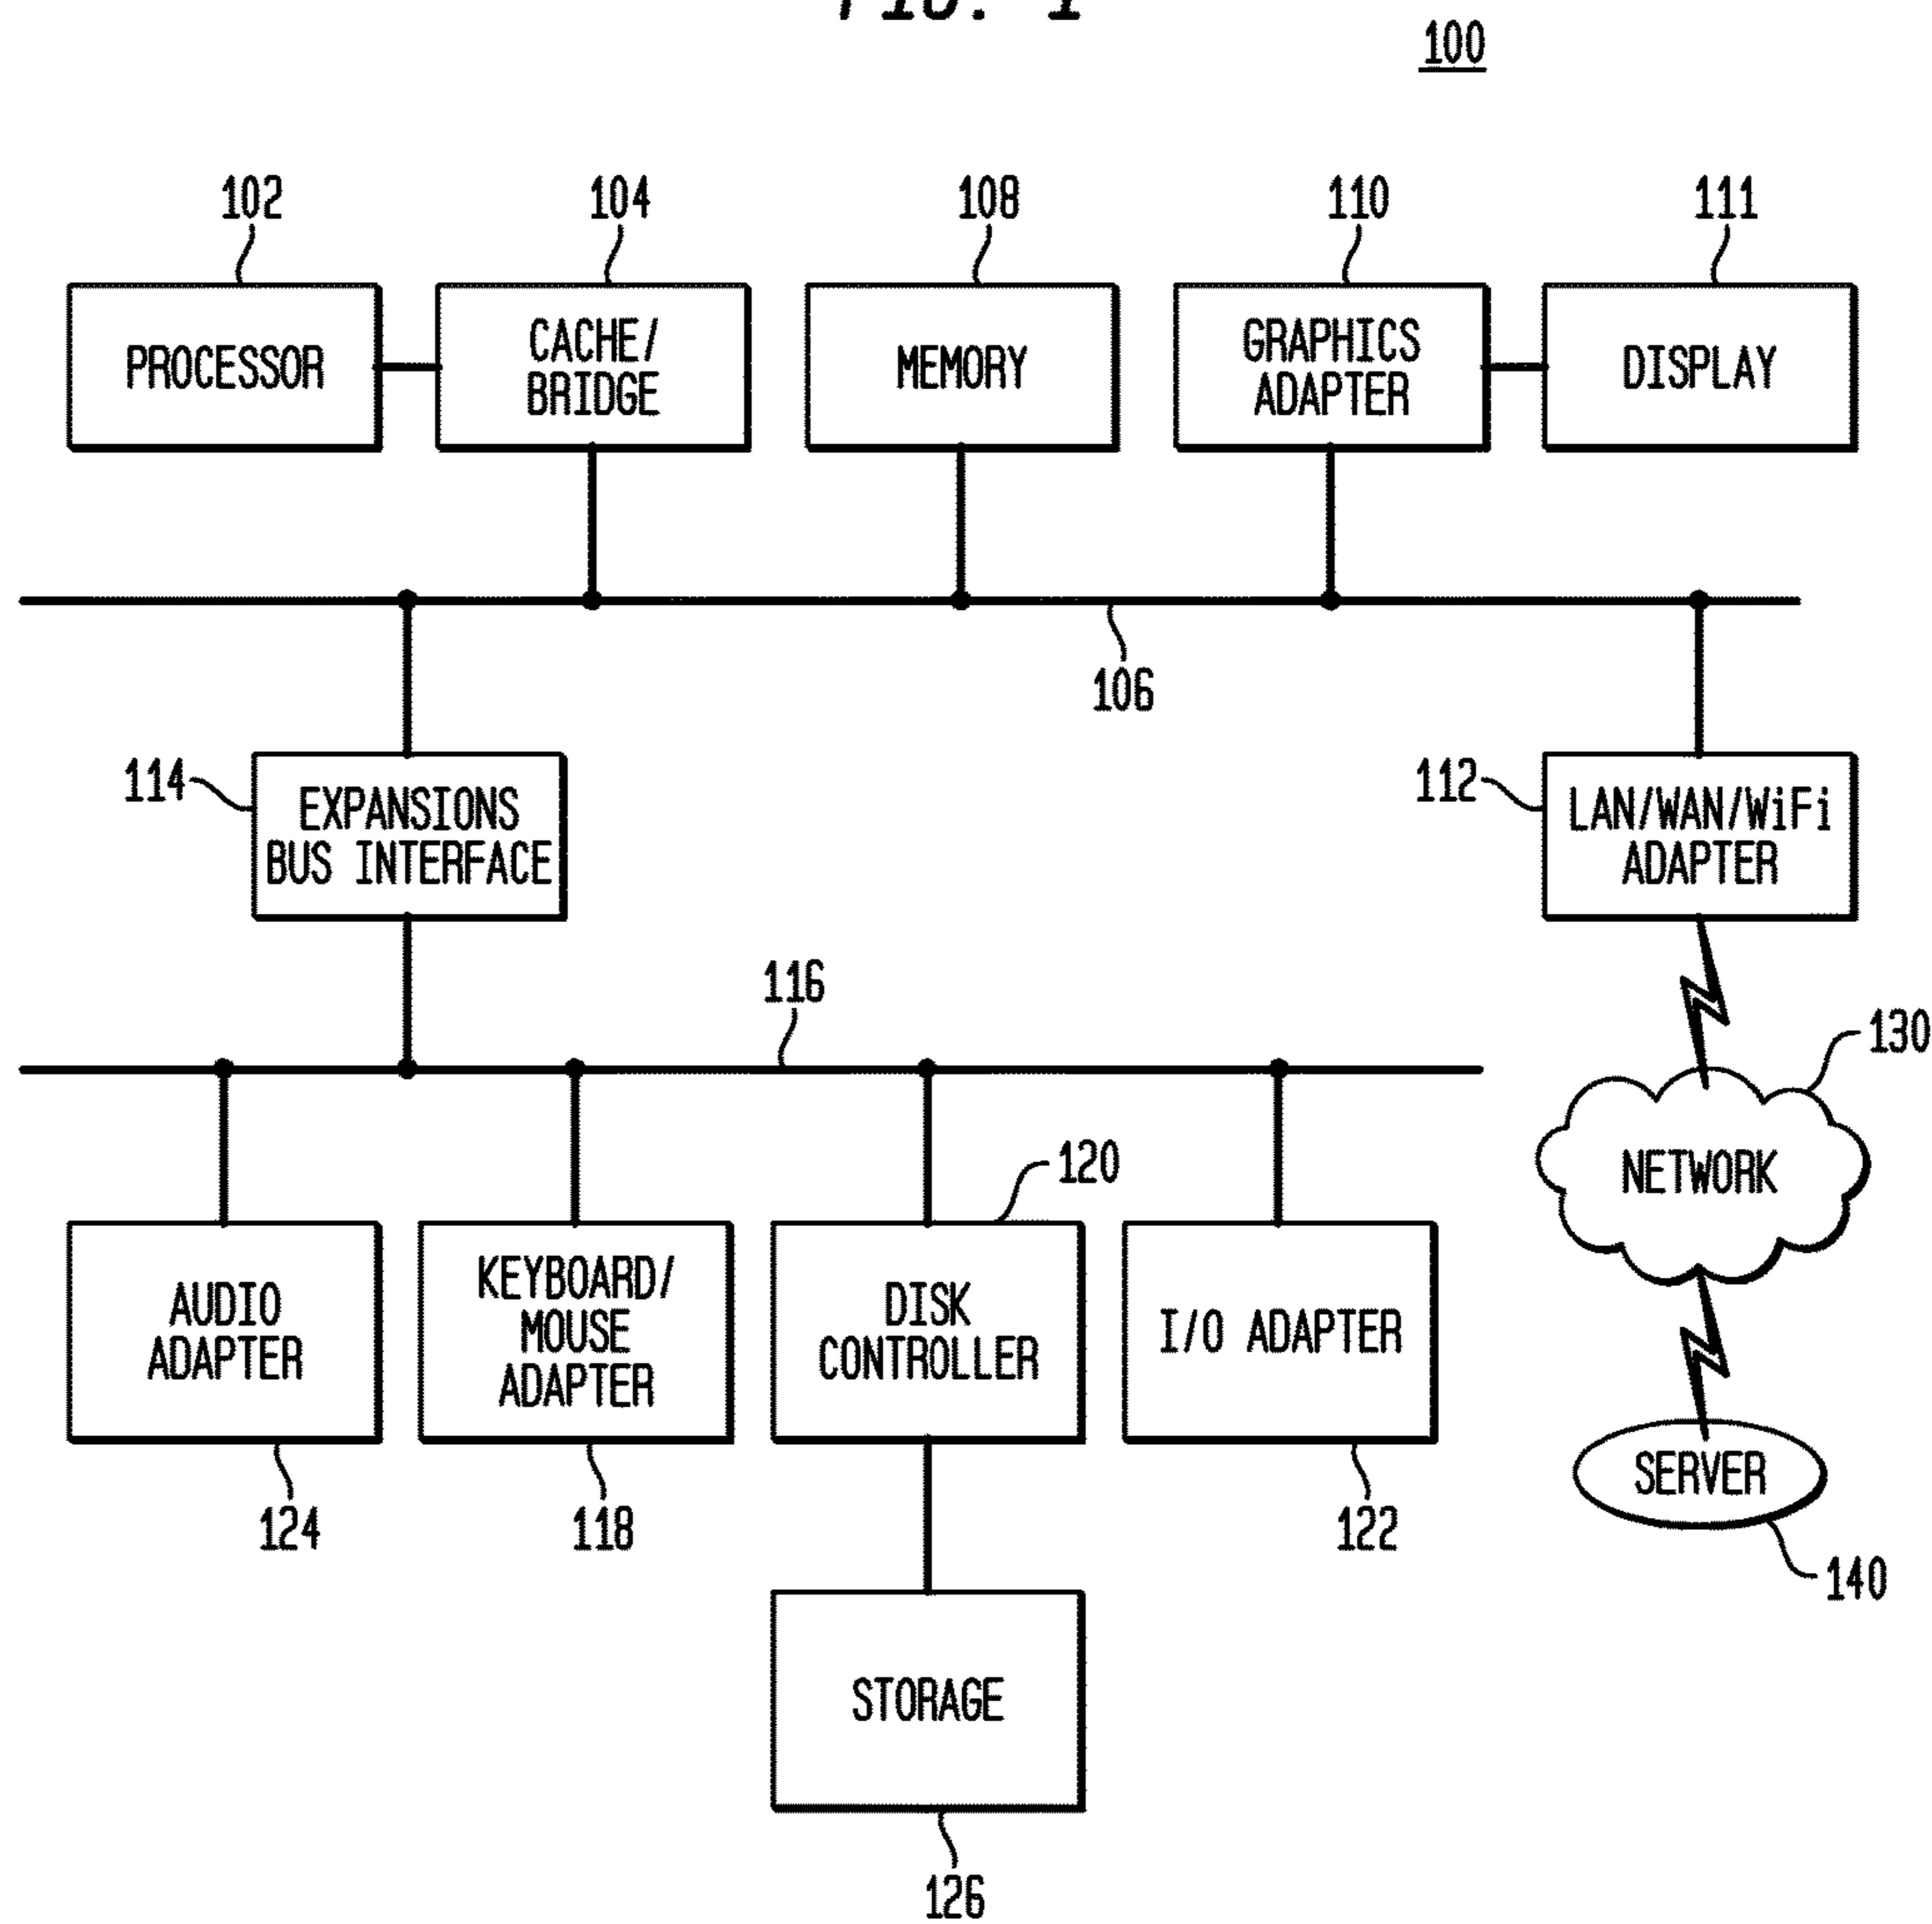 FIG. 1
100
102
104
108
110
111
PROCESSOR
CACHE/
BRIDGE
MEMORY
GRAPHICS
ADAPTER
DISPLAY
106
114
EXPANSIONS
BUS INTERFACE
112
LAN/WAN/WiFi
ADAPTER
116
130
NETWORK
120
AUDIO
ADAPTER
KEYBOARD/
MOUSE
ADAPTER
DISK
CONTROLLER
I/O ADAPTER
SERVER
124
118
122
140
STORAGE
126